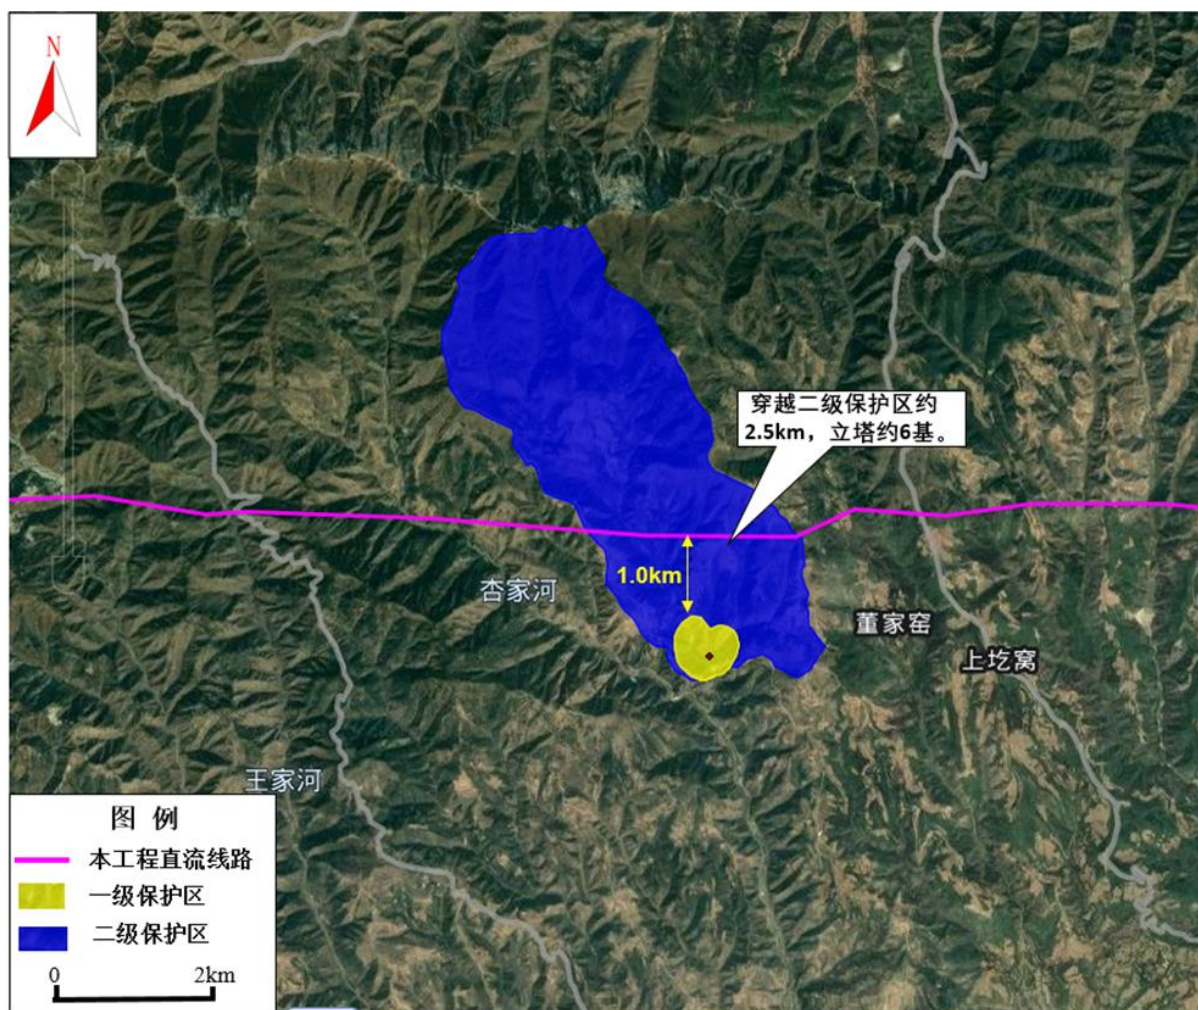 N
穿越二级保护区约
2.5km，立塔约6基。
1.0km
杏家河
董家窑
上圪窝
王家河
图 例
本工程直流线路
一级保护区
二级保护区
0 2km